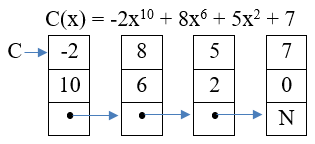 C(x) = -2x¹⁰ + 8x⁶ + 5x² + 7
C -2 8 5 7
10 6 2 0
N